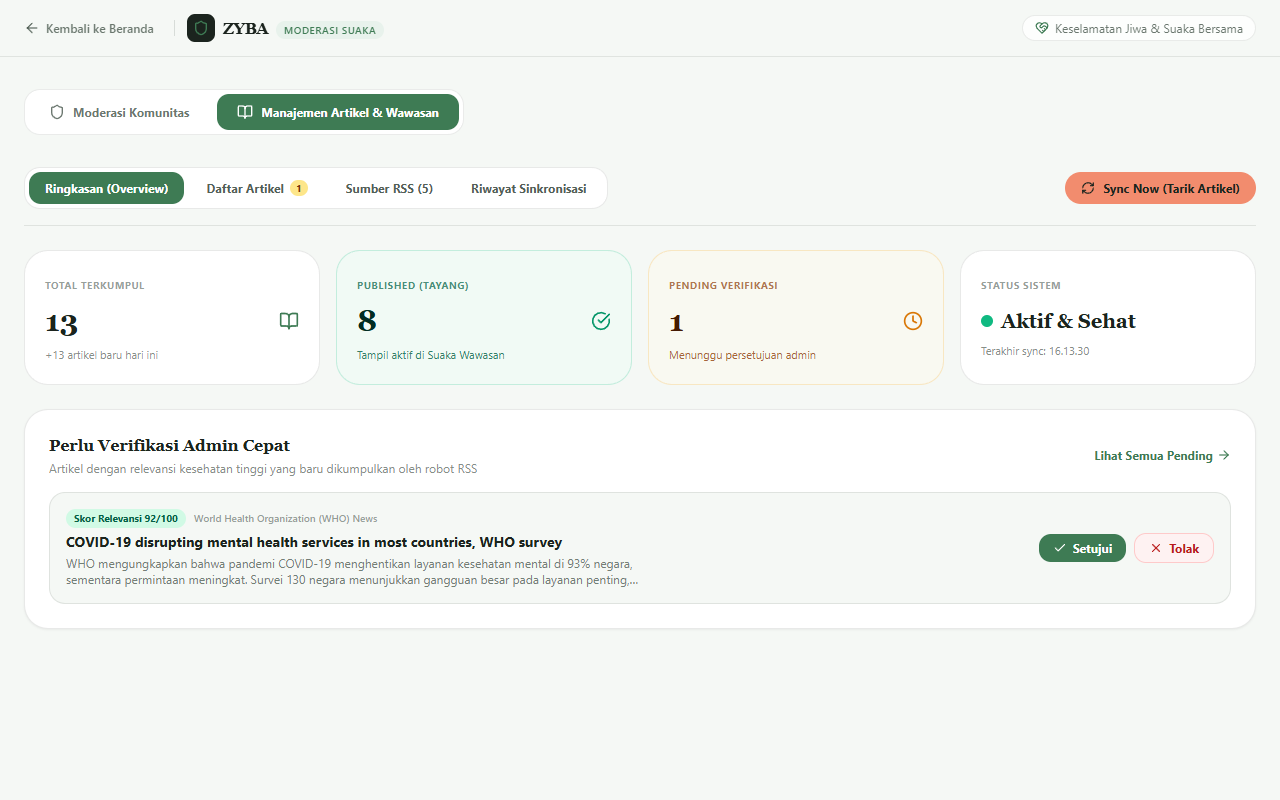 Kembali ke Beranda
ZYBA
MODERASI SUAKA
Keselamatan Jiwa & Suaka Bersama
Moderasi Komunitas
Manajemen Artikel & Wawasan
Ringkasan (Overview)
Daftar Artikel 1
Sumber RSS (5)
Riwayat Sinkronisasi
Sync Now (Tarik Artikel)
TOTAL TERKUMPUL
13
+13 artikel baru hari ini
PUBLISHED (TAYANG)
8
Tampil aktif di Suaka Wawasan
PENDING VERIFIKASI
1
Menunggu persetujuan admin
STATUS SISTEM
Aktif & Sehat
Terakhir sync: 16.13.30
Perlu Verifikasi Admin Cepat
Artikel dengan relevansi kesehatan tinggi yang baru dikumpulkan oleh robot RSS
Lihat Semua Pending
Skor Relevansi 92/100
World Health Organization (WHO) News
COVID-19 disrupting mental health services in most countries, WHO survey
WHO mengungkapkan bahwa pandemi COVID-19 menghentikan layanan kesehatan mental di 93% negara,
sementara permintaan meningkat. Survei 130 negara menunjukkan gangguan besar pada layanan penting,...
Setujui
Tolak